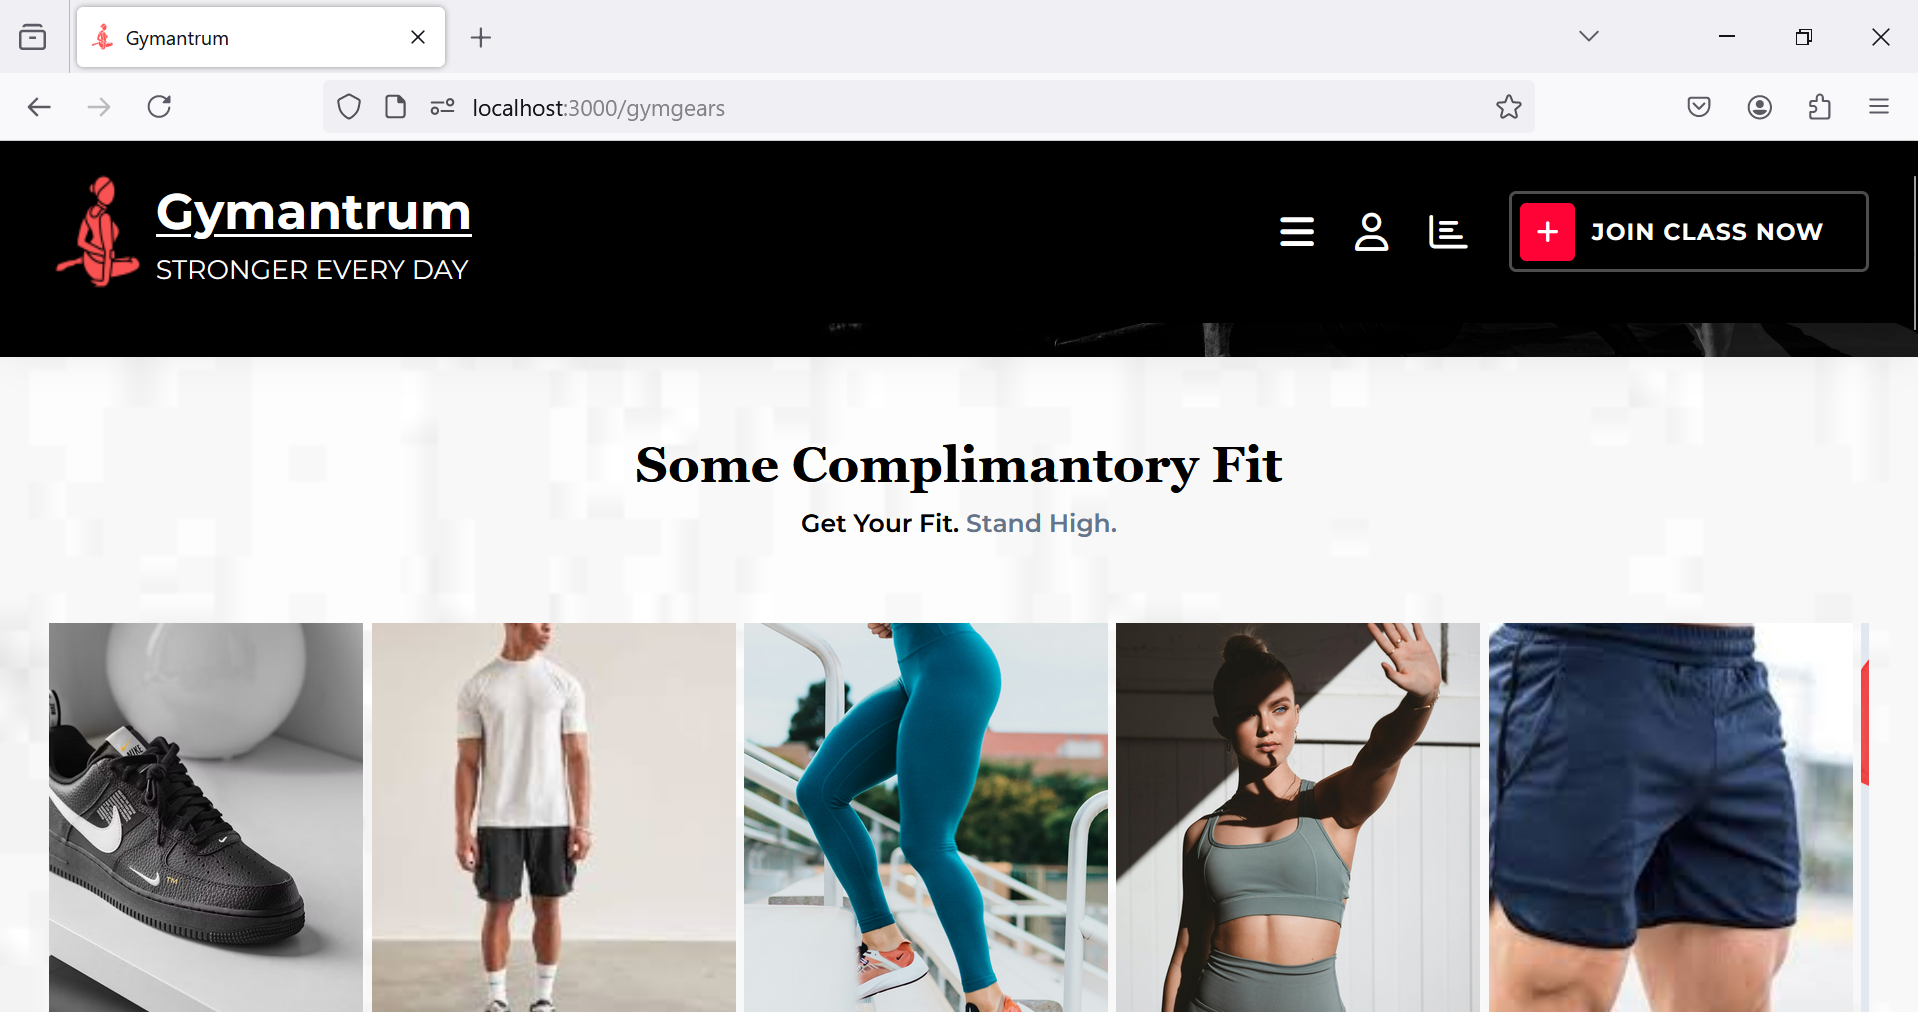 Gymantrum
localhost:3000/gymgears
Gymantrum
STRONGER EVERY DAY
JOIN CLASS NOW
Some Complimantory Fit
Get Your Fit. Stand High.